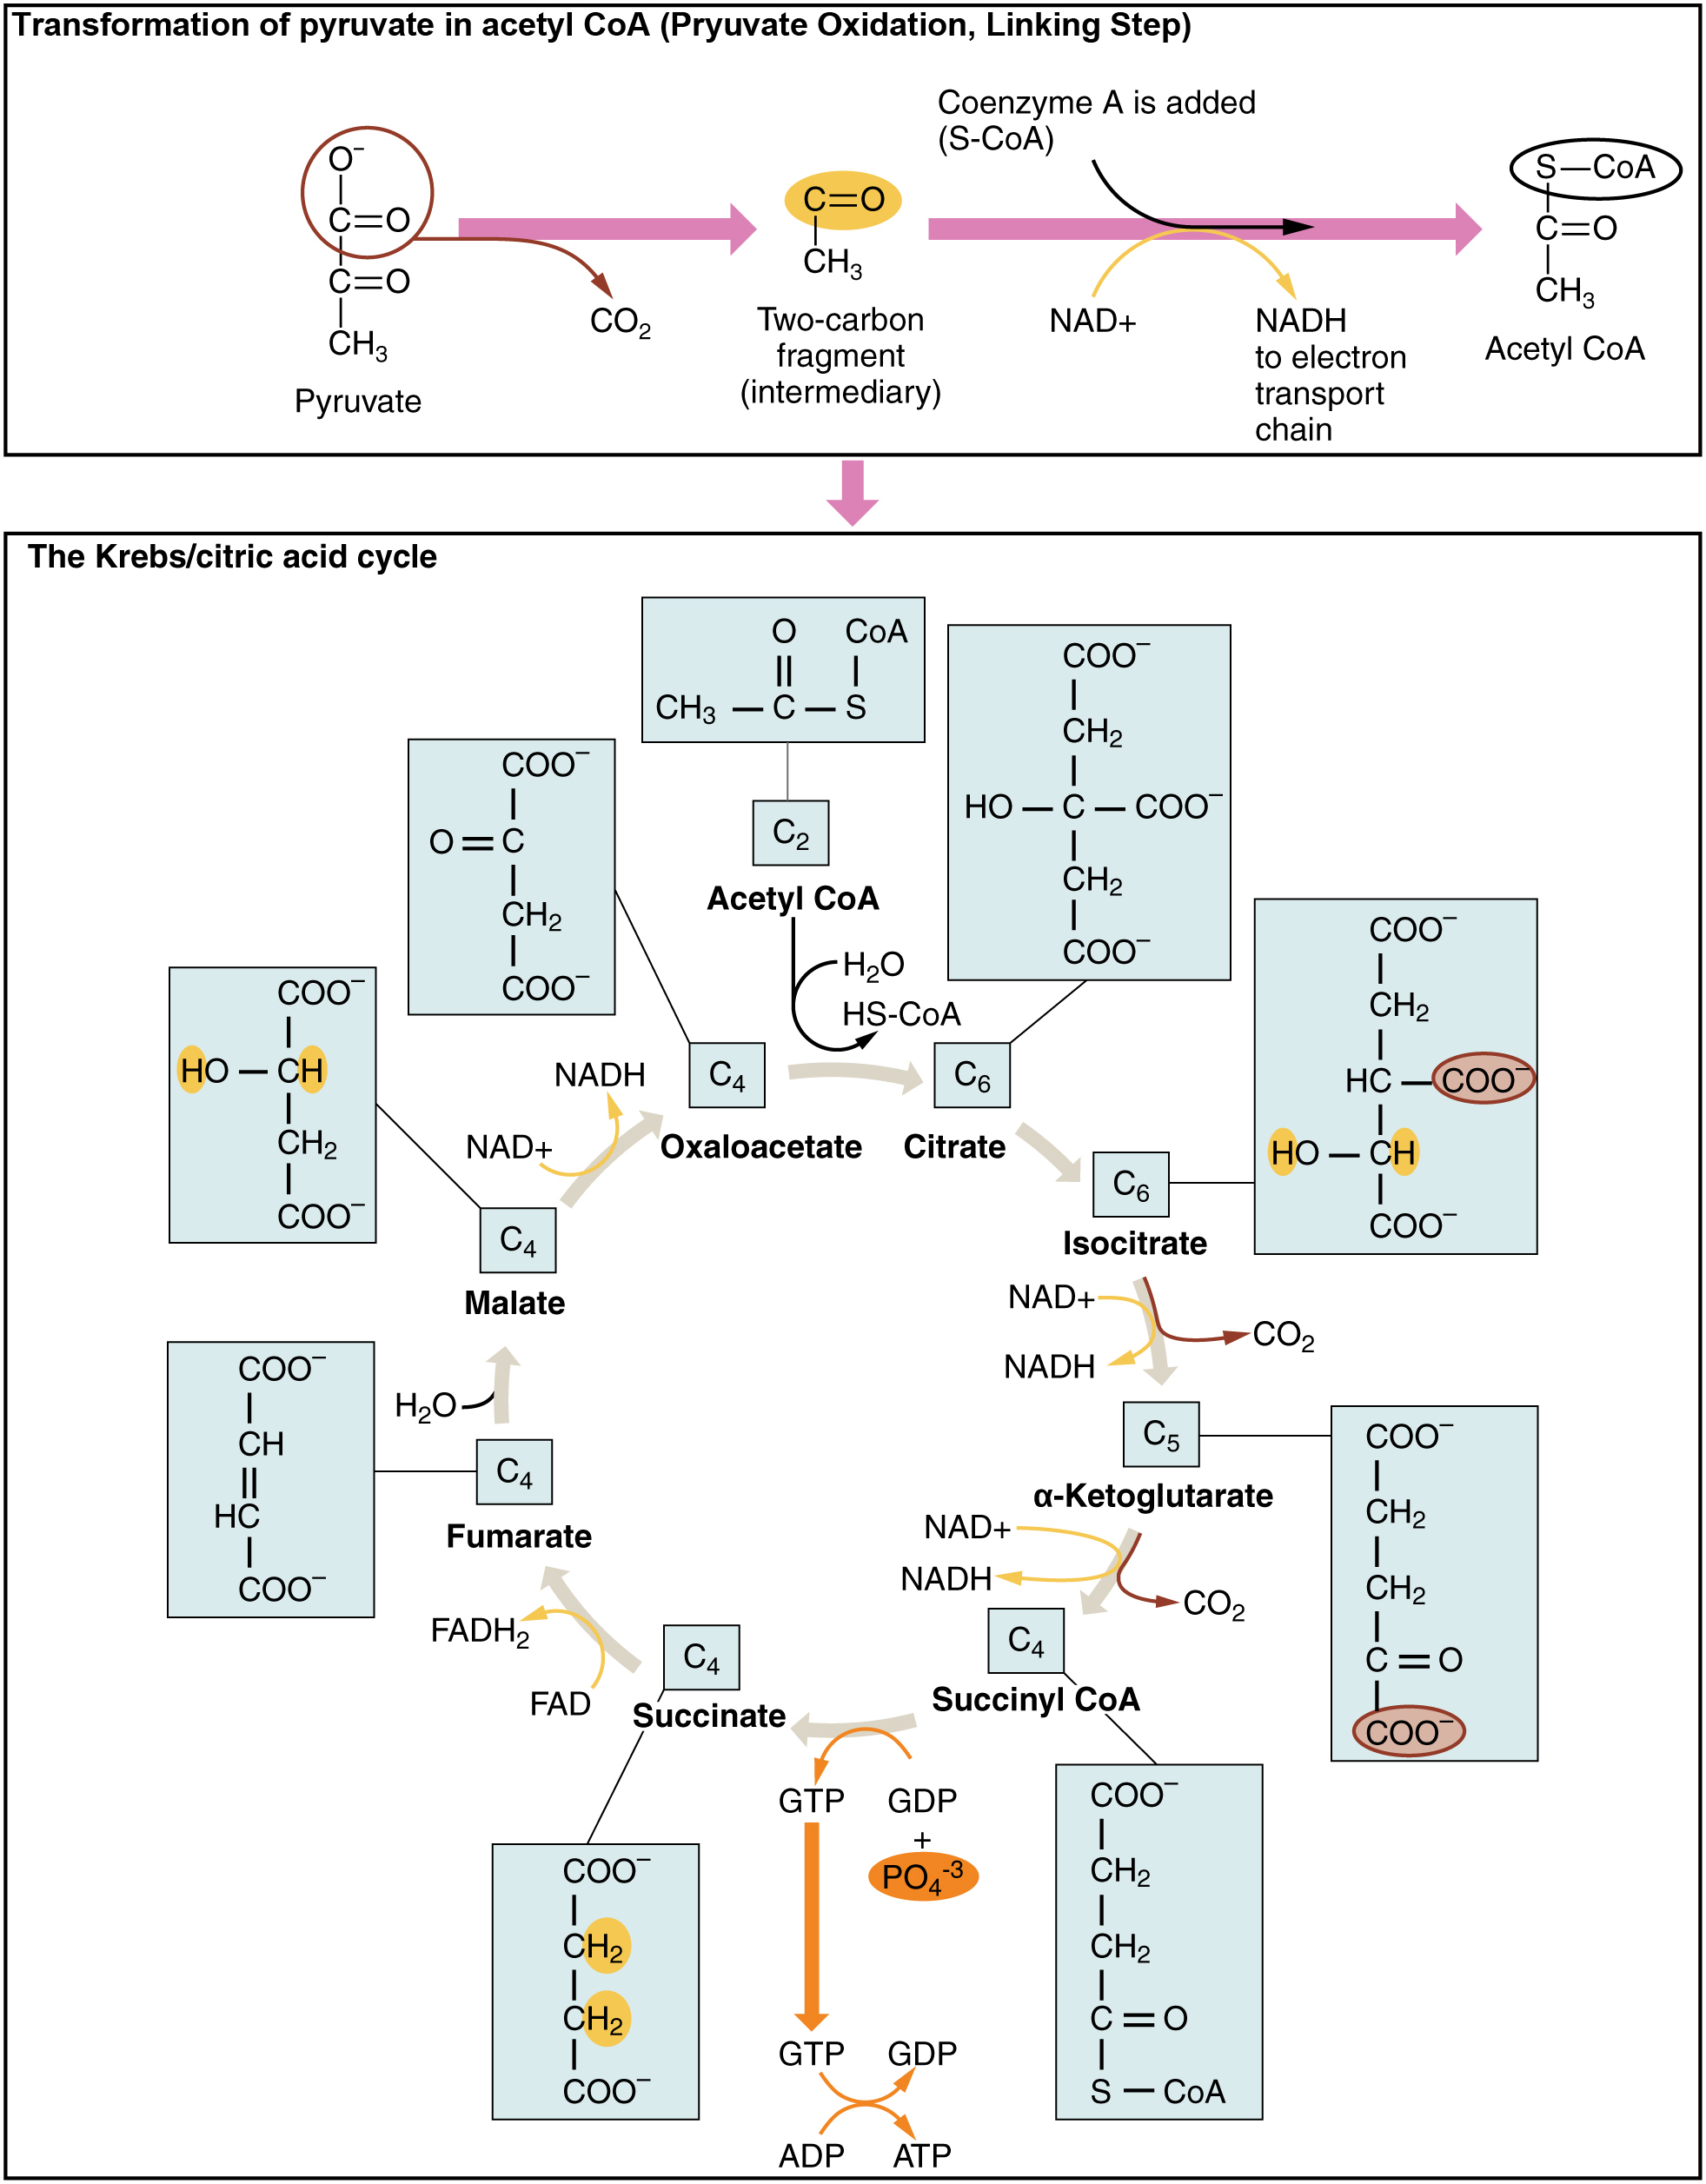 Transformation of pyruvate in acetyl CoA (Pryuvate Oxidation, Linking Step)
O⁻
C=O
C=O
CH₃
Pyruvate
CO₂
C=O
CH₃
Two-carbon
fragment
(intermediary)
Coenzyme A is added
(S-CoA)
NAD+
NADH
to electron
transport
chain
S—CoA
C=O
CH₃
Acetyl CoA
The Krebs/citric acid cycle
O CoA
CH₃ — C — S
C₂
Acetyl CoA
H₂O
HS-CoA
COO⁻
O=C
CH₂
COO⁻
C₄
Oxaloacetate
COO⁻
CH₂
HO — C — COO⁻
CH₂
COO⁻
C₆
Citrate
COO⁻
CH₂
HC — COO⁻
HO — CH
COO⁻
C₆
Isocitrate
NAD+
NADH
CO₂
C₅
α-Ketoglutarate
COO⁻
CH₂
CH₂
C=O
COO⁻
NAD+
NADH
CO₂
C₄
Succinyl CoA
COO⁻
CH₂
CH₂
C=O
S — CoA
GTP GDP
+
PO₄⁻³
GTP GDP
ADP ATP
C₄
Succinate
COO⁻
CH₂
CH₂
COO⁻
FADH₂
FAD
C₄
Fumarate
COO⁻
CH
HC
COO⁻
H₂O
C₄
Malate
COO⁻
HO — CH
CH₂
COO⁻
NAD+
NADH